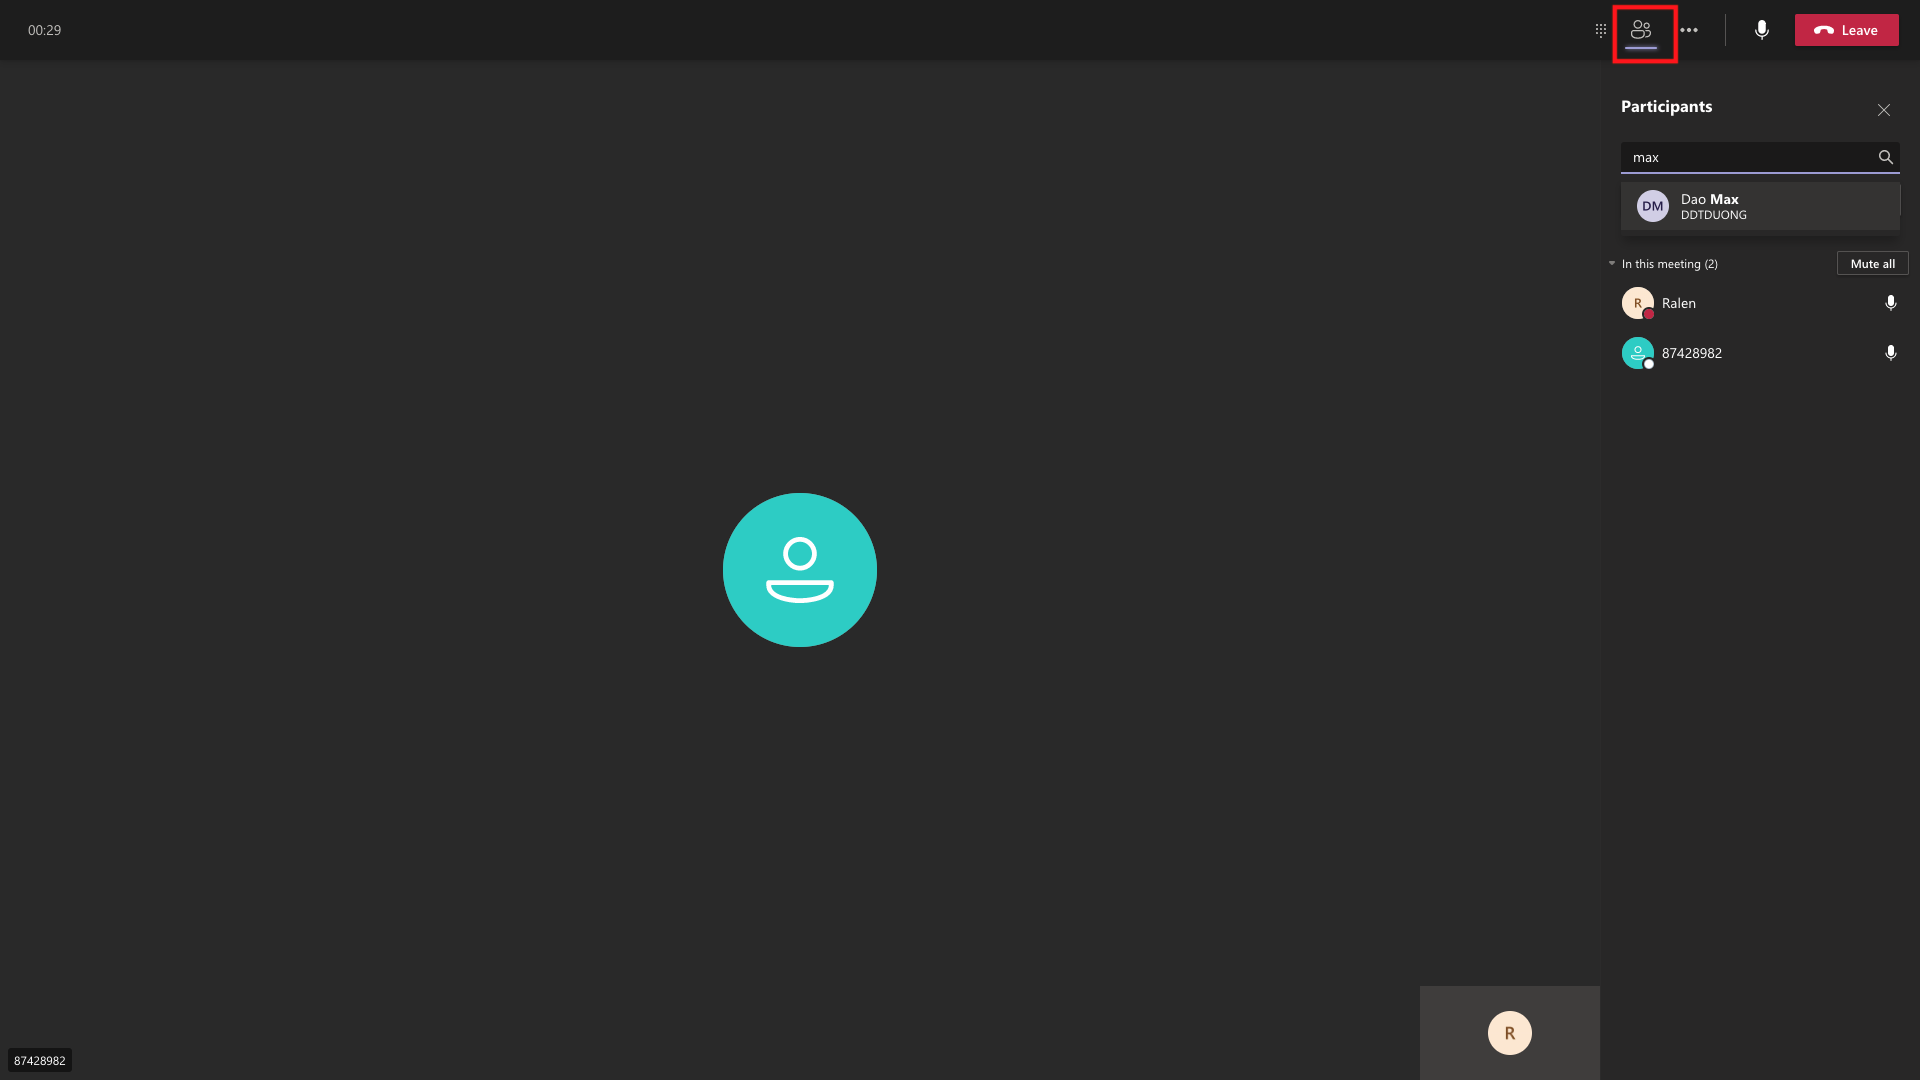 00:29
Leave
Participants
max
DM
Dao Max
DDTDUONG
In this meeting (2)
Mute all
R
Ralen
87428982
R
87428982